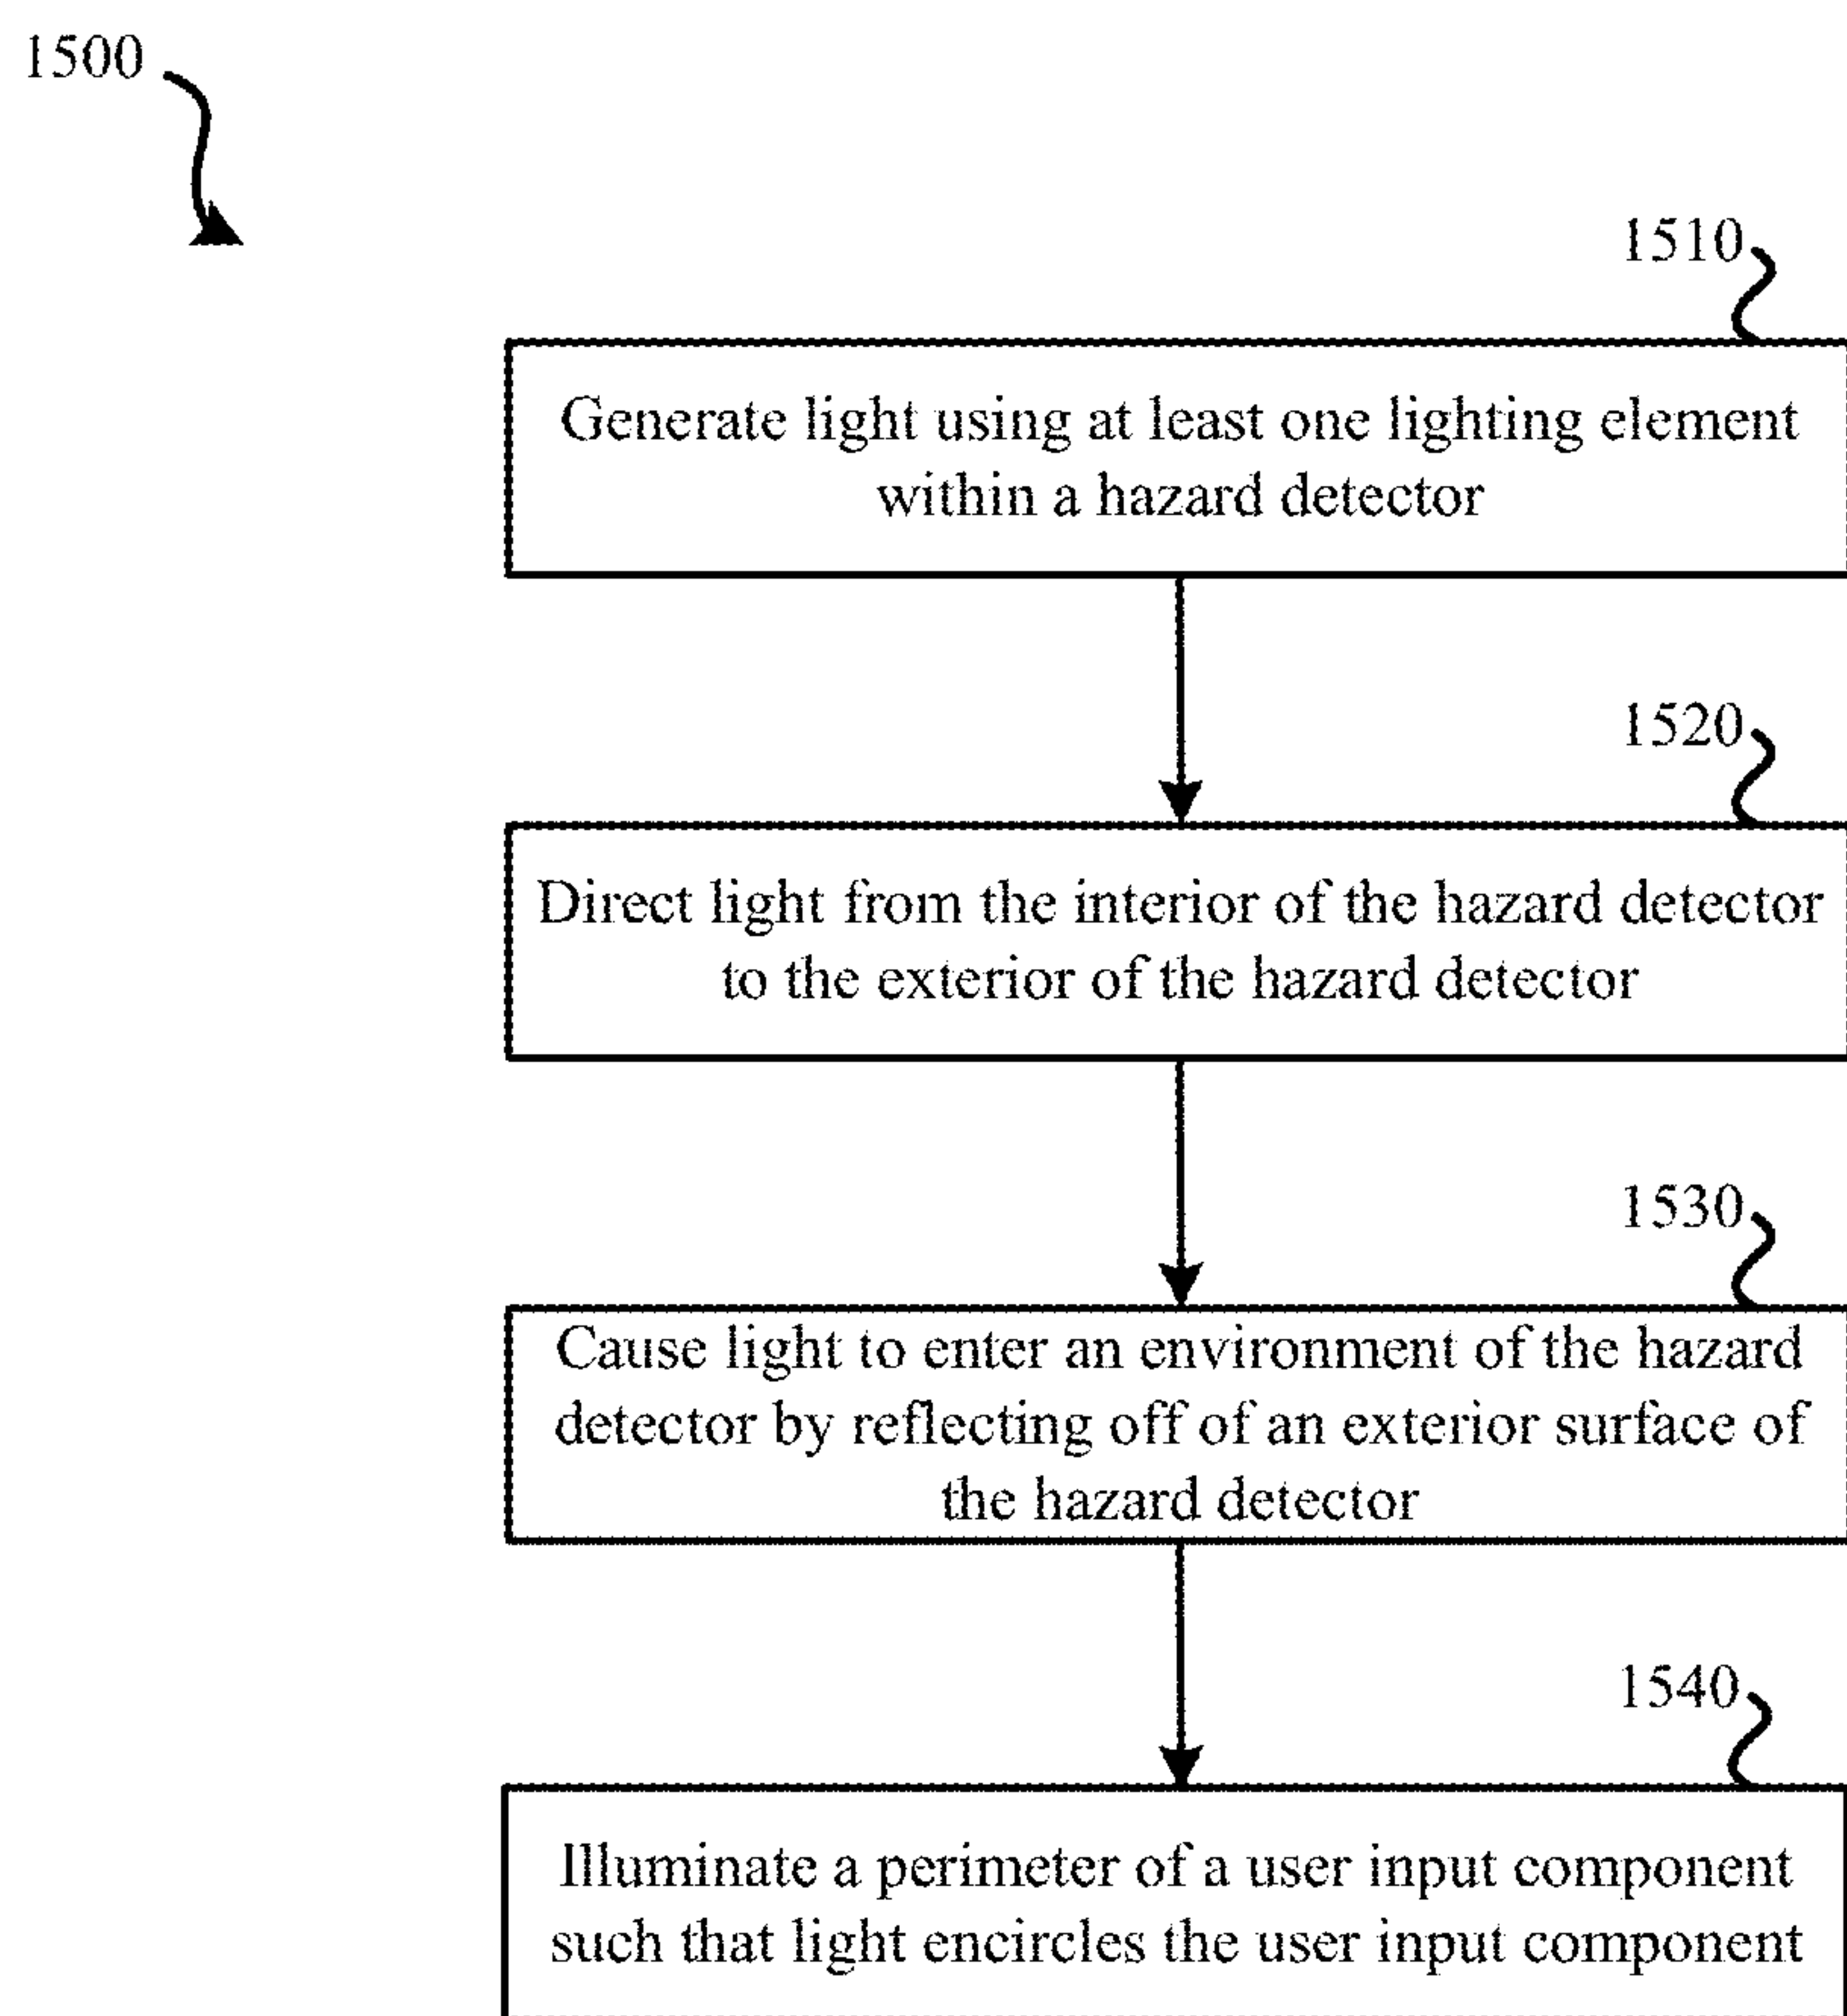 1500
1510
Generate light using at least one lighting element
within a hazard detector
1520
Direct light from the interior of the hazard detector
to the exterior of the hazard detector
1530
Cause light to enter an environment of the hazard
detector by reflecting off of an exterior surface of
the hazard detector
1540
Illuminate a perimeter of a user input component
such that light encircles the user input component